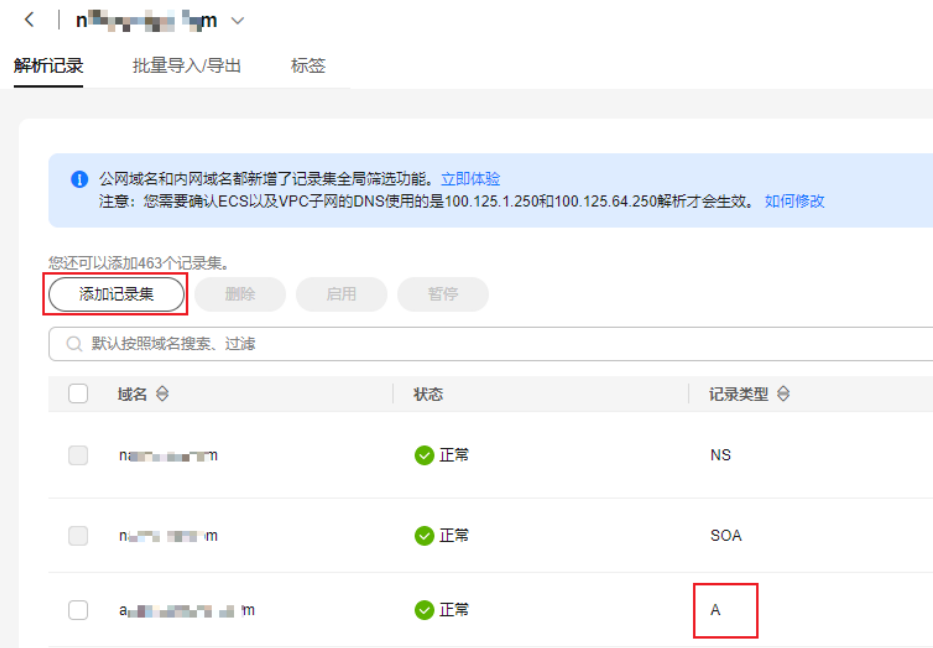 解析记录 批量导入/导出 标签
公网域名和内网域名都新增了记录集全局筛选功能。立即体验
注意：您需要确认ECS以及VPC子网的DNS使用的是100.125.1.250和100.125.64.250解析才会生效。 如何修改
您还可以添加463个记录集。
添加记录集 删除 启用 暂停
默认按照域名搜索、过滤
域名 状态 记录类型
正常 NS
正常 SOA
正常 A